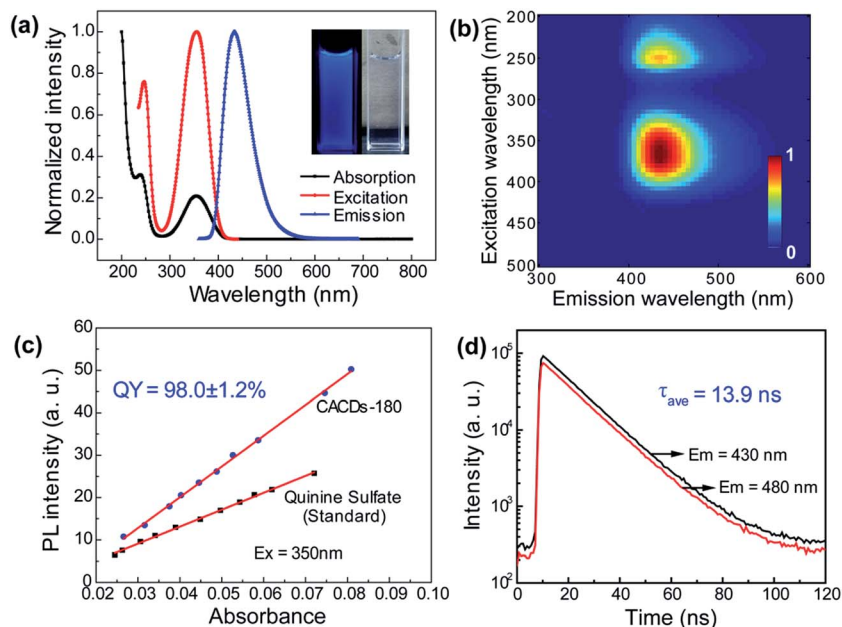 (a)
Normalized intensity
1.0
0.8
0.6
0.4
0.2
0.0
Absorption
Excitation
Emission
200 300 400 500 600 700 800
Wavelength (nm)
(b)
Excitation wavelength (nm)
200
250
300
350
400
450
500
1
0
300 400 500 600
Emission wavelength (nm)
(c)
PL intensity (a. u.)
60
50
40
30
20
10
0
QY = 98.0±1.2%
CACDs-180
Quinine Sulfate
(Standard)
Ex = 350nm
0.02 0.03 0.04 0.05 0.06 0.07 0.08 0.09 0.10
Absorbance
(d)
Intensity (a. u.)
10⁵
10⁴
10³
10²
τave = 13.9 ns
Em = 430 nm
Em = 480 nm
0 20 40 60 80 100 120
Time (ns)